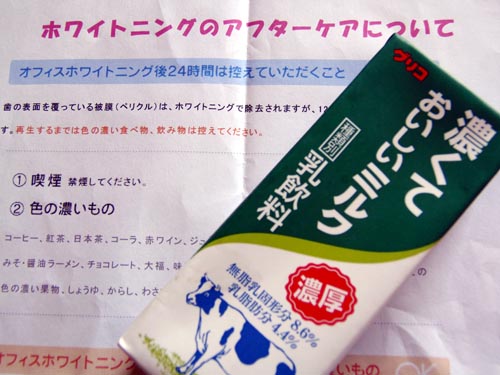 ホワイトニングのアフターケアについて
オフィスホワイトニング後24時間は控えていただくこと
歯の表面を覆っている被膜(ペリクル)は、ホワイトニングで除去されますが、12
す。再生するまでは色の濃い食べ物、飲み物は控えてください。
① 喫煙 禁煙してください。
② 色の濃いもの
コーヒー、紅茶、日本茶、コーラ、赤ワイン、ジュ
みそ・醤油ラーメン、チョコレート、大福、味
の
色の濃い果物、しょうゆ、からし、わさ
オフィスホワイトニング
いもの
OK
グリコ
濃くて
おいしいミルク
乳飲料
濃厚
無脂乳固形分 8.6%
乳脂肪分 4.4%